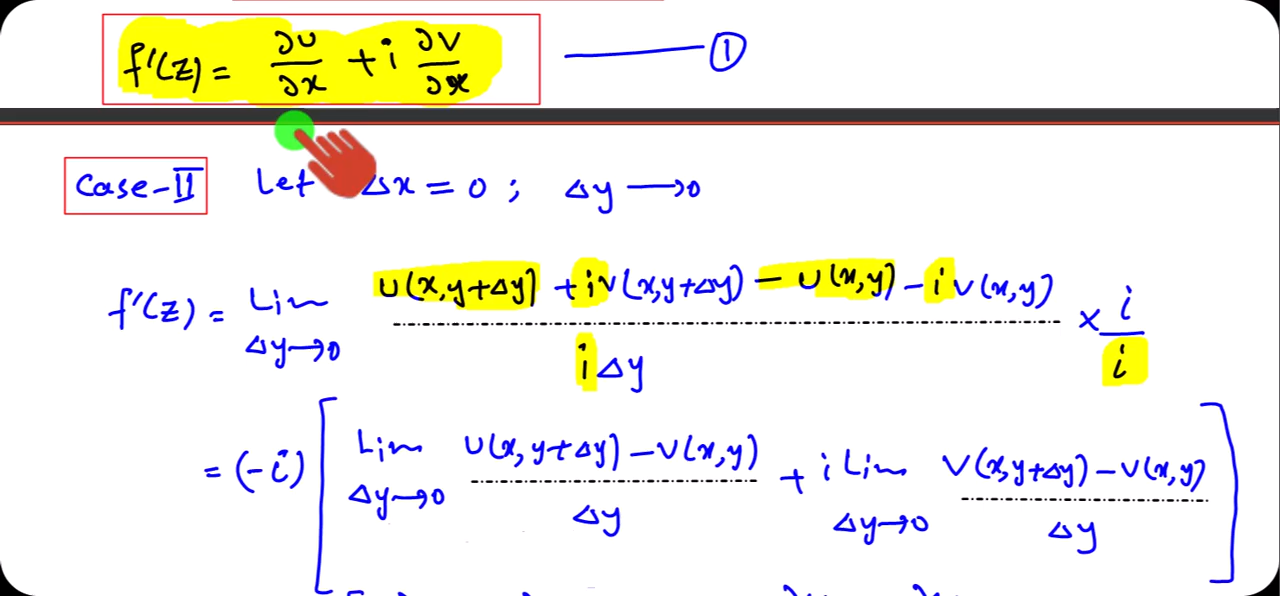 f'(z) = ∂u/∂x + i ∂v/∂x ——— ①
Case-II Let Δx = 0 ; Δy → 0
f'(z) = Lim Δy→0 u(x,y+Δy) + iv(x,y+Δy) - u(x,y) - iv(x,y) / iΔy × i/i
= (-i) [ Lim Δy→0 u(x,y+Δy) - v(x,y) / Δy + i Lim Δy→0 v(x,y+Δy) - v(x,y) / Δy ]